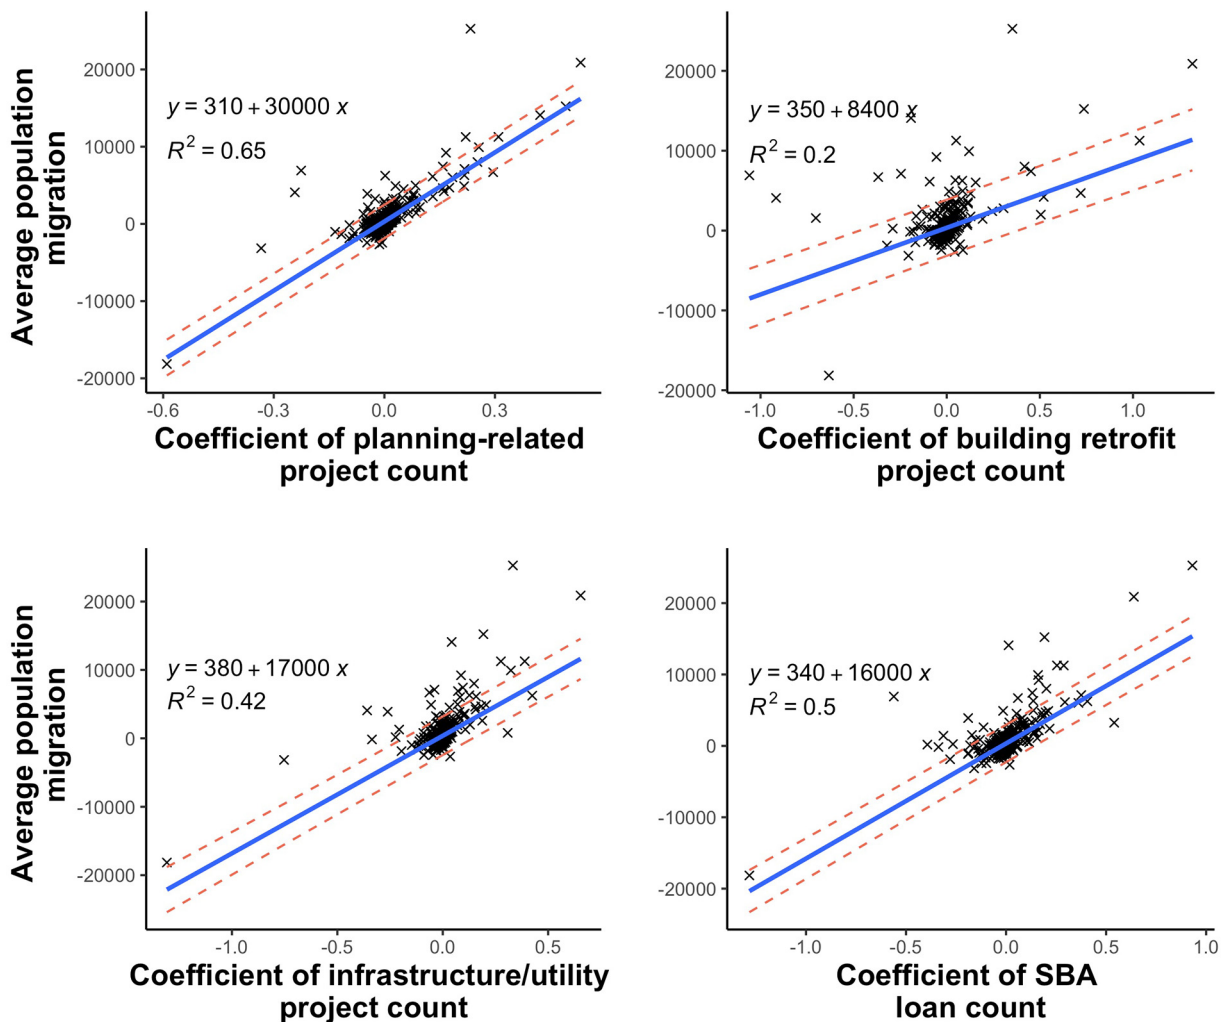 Average population
migration
20000
10000
0
-10000
-20000
y = 310 + 30000 x
R² = 0.65
-0.6
-0.3
0.0
0.3
Coefficient of planning-related
project count
20000
10000
0
-10000
-20000
y = 350 + 8400 x
R² = 0.2
-1.0
-0.5
0.0
0.5
1.0
Coefficient of building retrofit
project count
Average population
migration
20000
10000
0
-10000
-20000
y = 380 + 17000 x
R² = 0.42
-1.0
-0.5
0.0
0.5
Coefficient of infrastructure/utility
project count
20000
10000
0
-10000
-20000
y = 340 + 16000 x
R² = 0.5
-1.0
-0.5
0.0
0.5
1.0
Coefficient of SBA
loan count